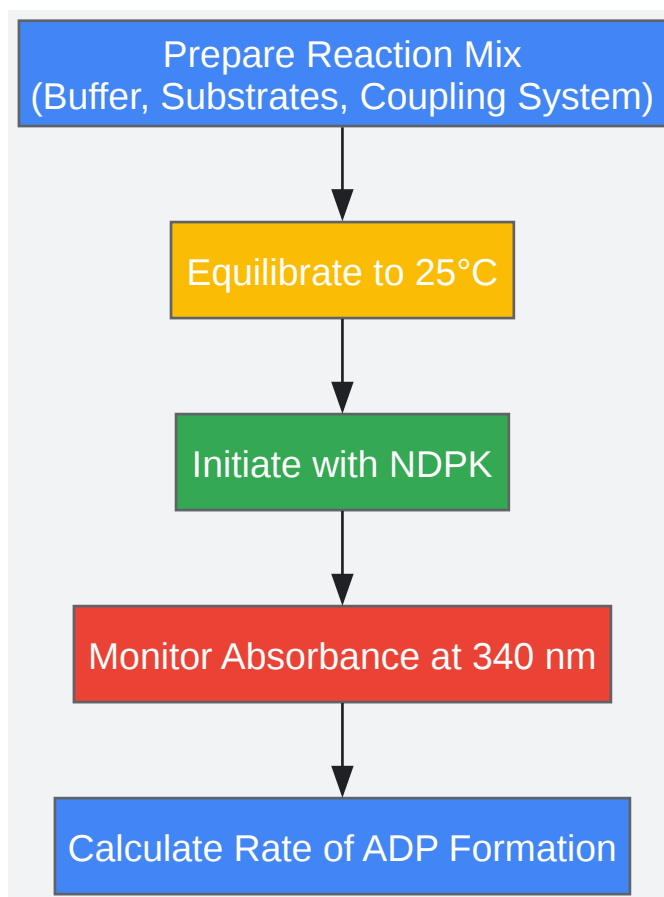 Prepare Reaction Mix
(Buffer, Substrates, Coupling System)
Equilibrate to 25°C
Initiate with NDPK
Monitor Absorbance at 340 nm
Calculate Rate of ADP Formation